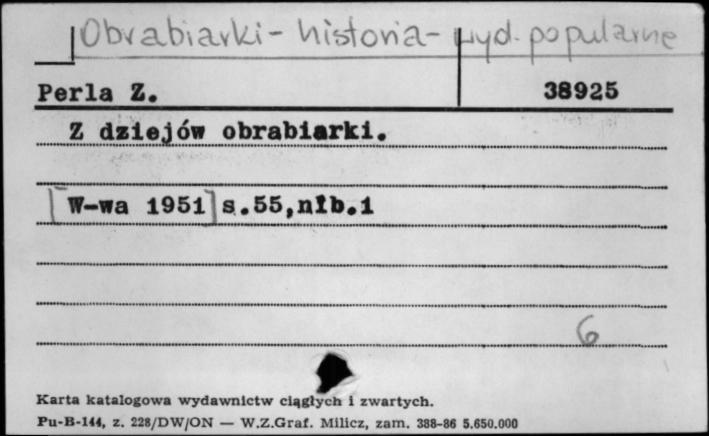 Obrabiarki - historia - wyd. popularne
Perla Z. 38925
Z dziejów obrabiarki.
[W-wa 1951] s.55,nlb.1
6
Karta katalogowa wydawnictw ciągłych i zwartych.
Pu-B-144, z. 228/DW/ON — W.Z.Graf. Milicz, zam. 388-86 5.650.000